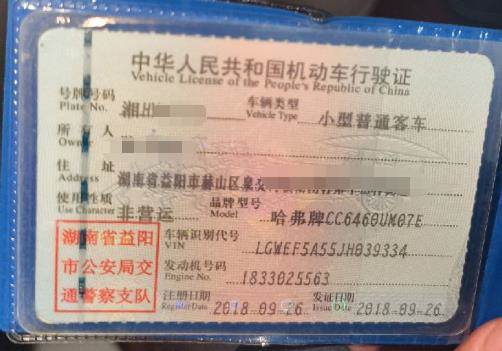 中华人民共和国机动车行驶证
Vehicle License of the People's Republic of China
号牌号码 湘H 车辆类型 小型普通客车
Plate No. Vehicle Type
所有人
Owner
住址 湖南省益阳市赫山区
Address
使用性质 非营运 品牌型号 哈弗牌CC6460UM07E
Use Character Model
湖南省益阳
市公安局交
通警察支队
车辆识别代号 LGWEF5A55JH039334
VIN
发动机号码 1833025563
Engine No.
注册日期 2018-09-26 发证日期 2018-09-26
Register Date Issue Date